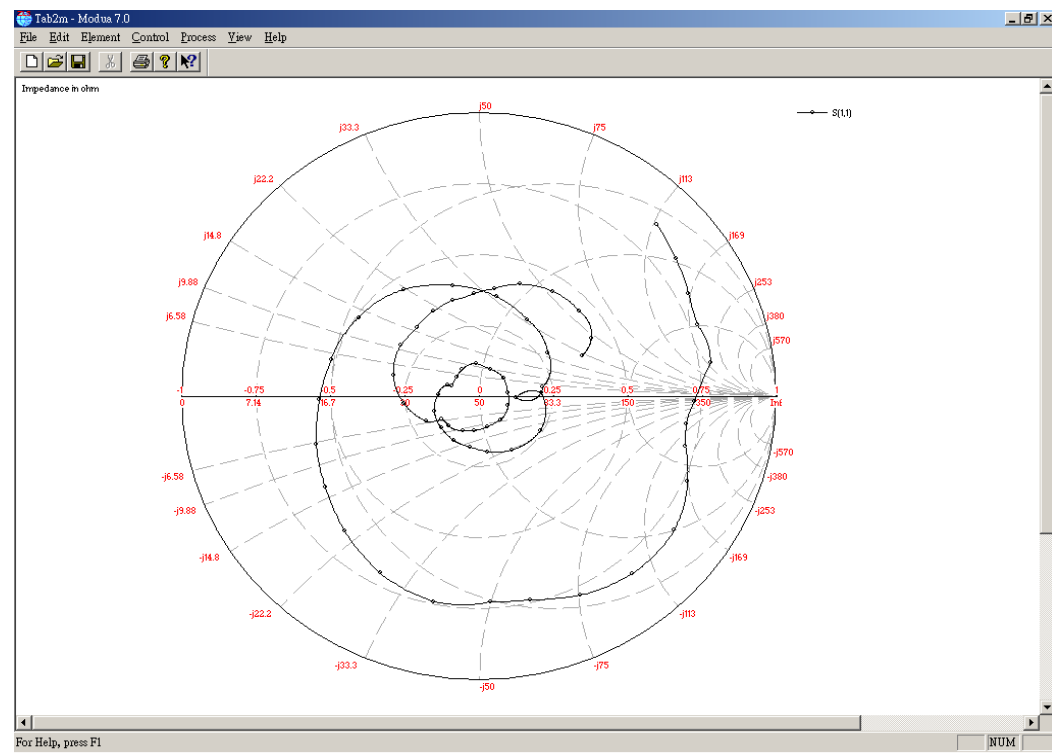 Tab2m - Modua 7.0
File Edit Element Control Process View Help
Impedance in ohm
S(1,1)
j50
j33.3
j75
j22.2
j113
j14.8
j169
j9.88
j253
j6.58
j380
j570
-1 -0.75 -0.5 -0.25 0 0.25 0.5 0.75 1
0 7.14 16.7 30 50 83.3 150 350 Inf
-j570
-j6.58
-j380
-j9.88
-j253
-j14.8
-j169
-j22.2
-j113
-j33.3
-j75
-j50
For Help, press F1
NUM